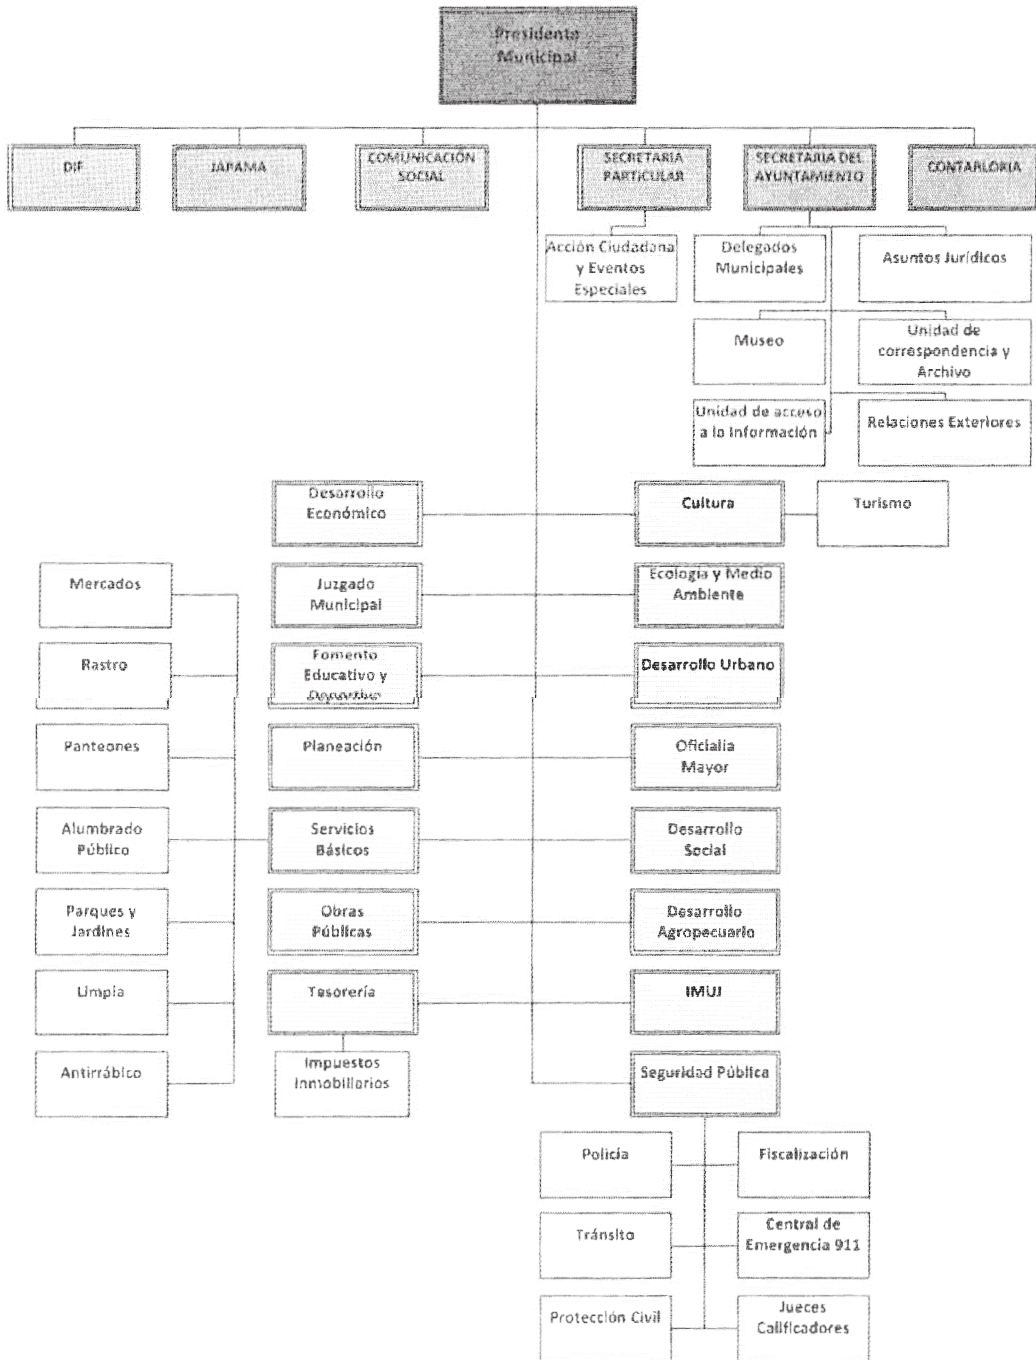 Presidente
Municipal
DIF
JAPAMA
COMUNICACIÓN
SOCIAL
SECRETARIA
PARTICULAR
SECRETARIA DEL
AYUNTAMIENTO
CONTARLORIA
Acción Ciudadana
y Eventos
Especiales
Delegados
Municipales
Asuntos Jurídicos
Museo
Unidad de
correspondencia y
Archivo
Unidad de acceso
a la Información
Relaciones Exteriores
Desarrollo
Económico
Cultura
Turismo
Mercados
Juzgado
Municipal
Ecología y Medio
Ambiente
Rastro
Fomento
Educativo y
Deportivo
Desarrollo Urbano
Panteones
Planeación
Oficialia
Mayor
Alumbrado
Público
Servicios
Básicos
Desarrollo
Social
Parques y
Jardines
Obras
Públicas
Desarrollo
Agropecuario
Limpia
Tesorería
IMUJ
Antirrábico
Impuestos
Inmobiliarios
Seguridad Pública
Policía
Fiscalización
Tránsito
Central de
Emergencia 911
Protección Civil
Jueces
Calificadores